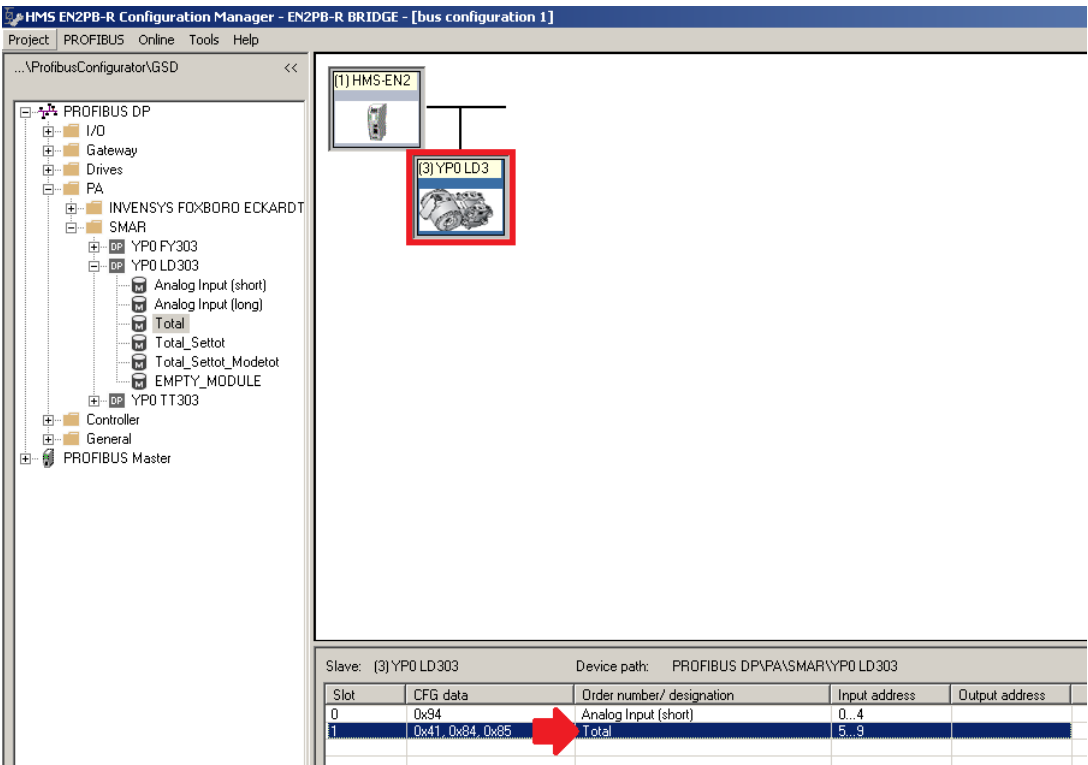 HMS EN2PB-R Configuration Manager - EN2PB-R BRIDGE - [bus configuration 1]
Project PROFIBUS Online Tools Help
...\ProfibusConfigurator\GSD <<
PROFIBUS DP
I/O
Gateway
Drives
PA
INVENSYS FOXBORO ECKARDT
SMAR
DP YP0 FY303
DP YP0 LD303
M Analog Input (short)
M Analog Input (long)
M Total
M Total_Settot
M Total_Settot_Modetot
M EMPTY_MODULE
DP YP0 TT303
Controller
General
PROFIBUS Master
(1) HMS-EN2
(3) YP0 LD3
Slave: (3) YP0 LD303 Device path: PROFIBUS DP\PA\SMAR\YP0 LD303
Slot CFG data Order number/ designation Input address Output address
0 0x94 Analog Input (short) 0...4
1 0x41, 0x84, 0x85 Total 5...9